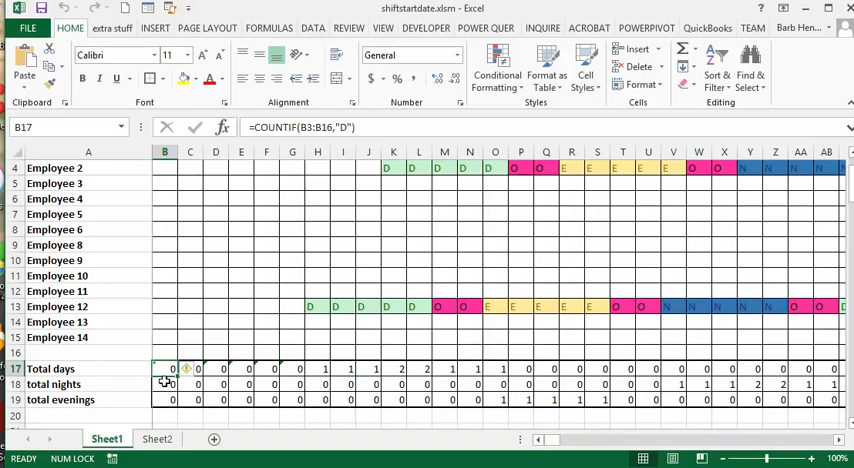 shiftstartdate.xlsm - Excel
FILE HOME extra stuff INSERT PAGE LAYOUT FORMULAS DATA REVIEW VIEW DEVELOPER POWER QUER INQUIRE ACROBAT POWERPIVOT QuickBooks TEAM Barb Hen...
Calibri 11 General Insert
Paste Conditional Format as Cell Delete Sort & Find &
Formatting Table Styles Format Filter Select
Clipboard Font Alignment Number Styles Cells Editing
B17 =COUNTIF(B3:B16,"D")
A B C D E F G H I J K L M N O P Q R S T U V W X Y Z AA AB
4 Employee 2 D D D D D O O E E E E E O O N N N N N
5 Employee 3
6 Employee 4
7 Employee 5
8 Employee 6
9 Employee 8
10 Employee 9
11 Employee 10
12 Employee 11
13 Employee 12 D D D D D O O E E E E E O O N N N N N O O D
14 Employee 13
15 Employee 14
16
17 Total days 0 0 0 0 0 0 1 1 1 2 2 1 1 1 0 0 0 0 0 0 0 0 0 0 0 0 0
18 total nights 0 0 0 0 0 0 0 0 0 0 0 0 0 0 0 0 0 0 0 0 1 1 1 2 2 1 1
19 total evenings 0 0 0 0 0 0 0 0 0 0 0 0 0 1 1 1 1 1 0 0 0 0 0 0 0 0 0
20
Sheet1 Sheet2
READY NUM LOCK 100%